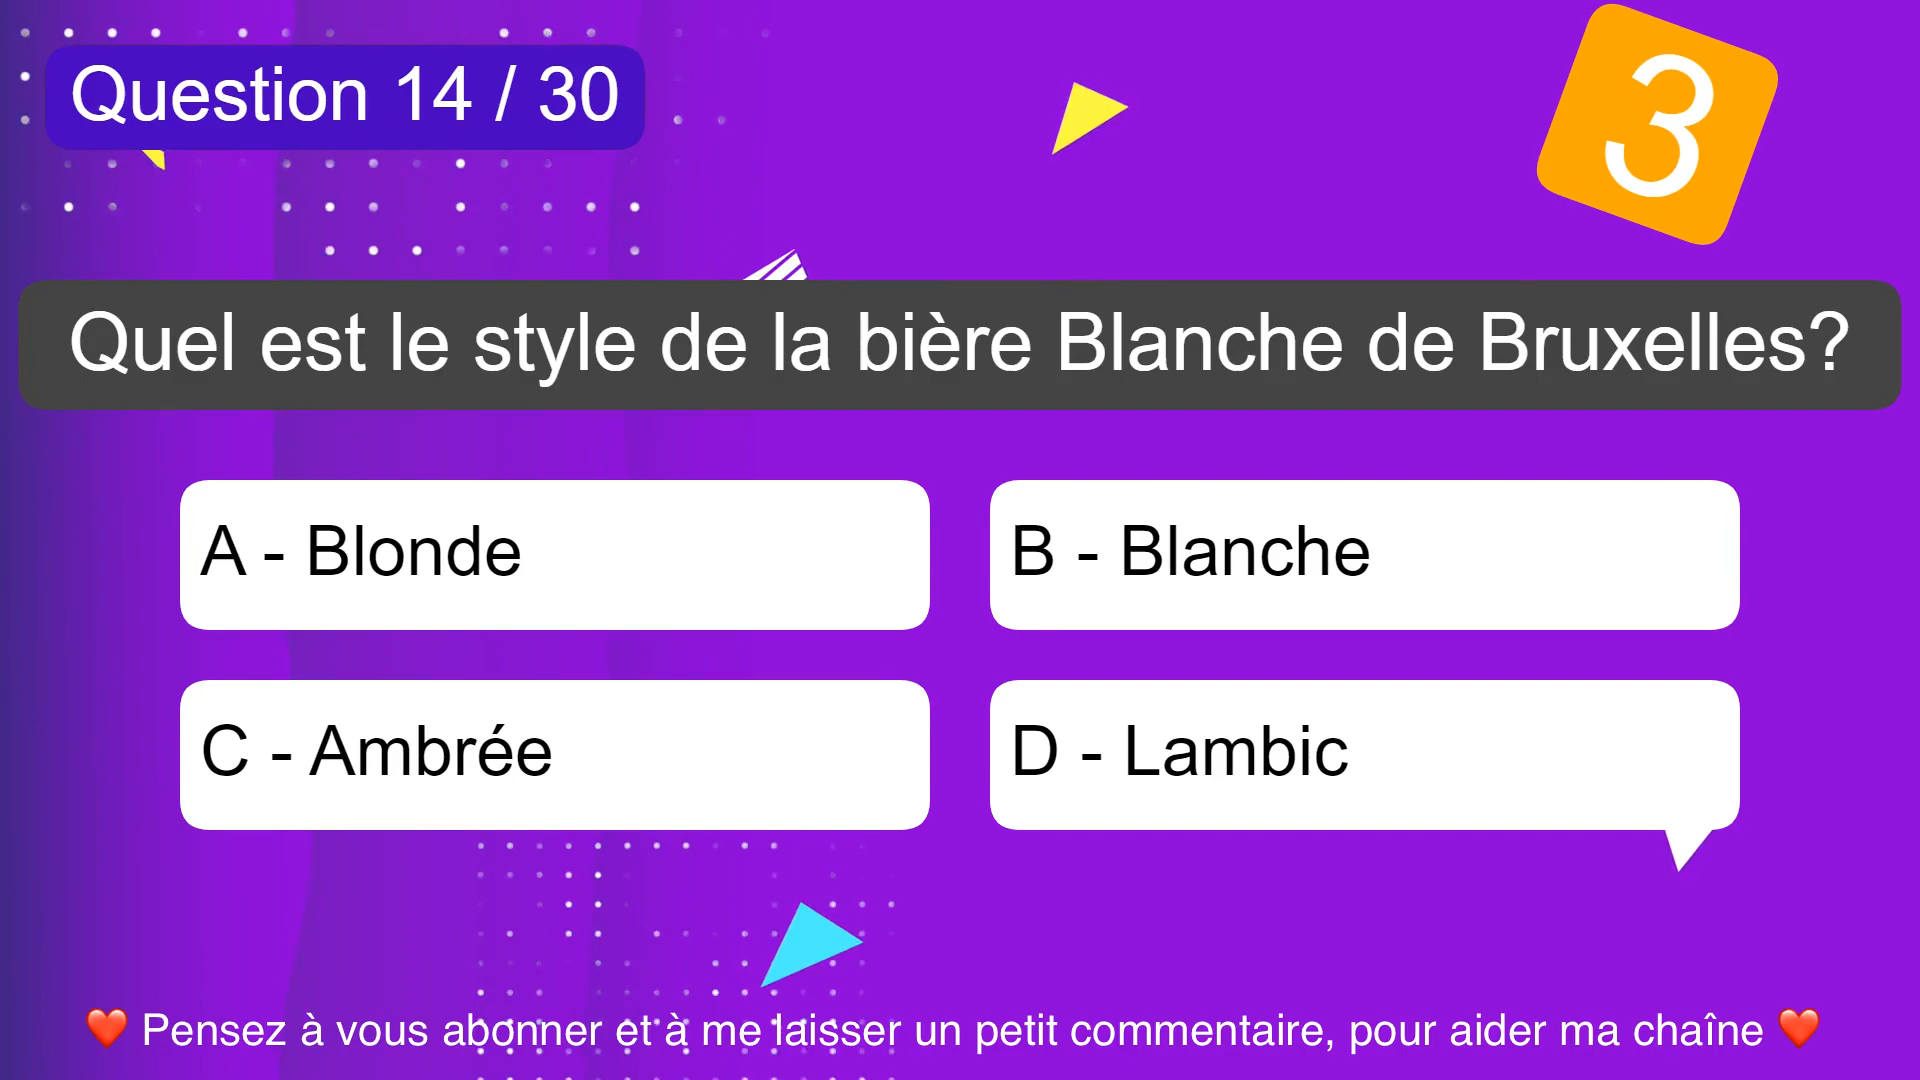 Question 14 / 30
3
Quel est le style de la bière Blanche de Bruxelles?
A - Blonde
B - Blanche
C - Ambrée
D - Lambic
❤️ Pensez à vous abonner et à me laisser un petit commentaire, pour aider ma chaîne ❤️